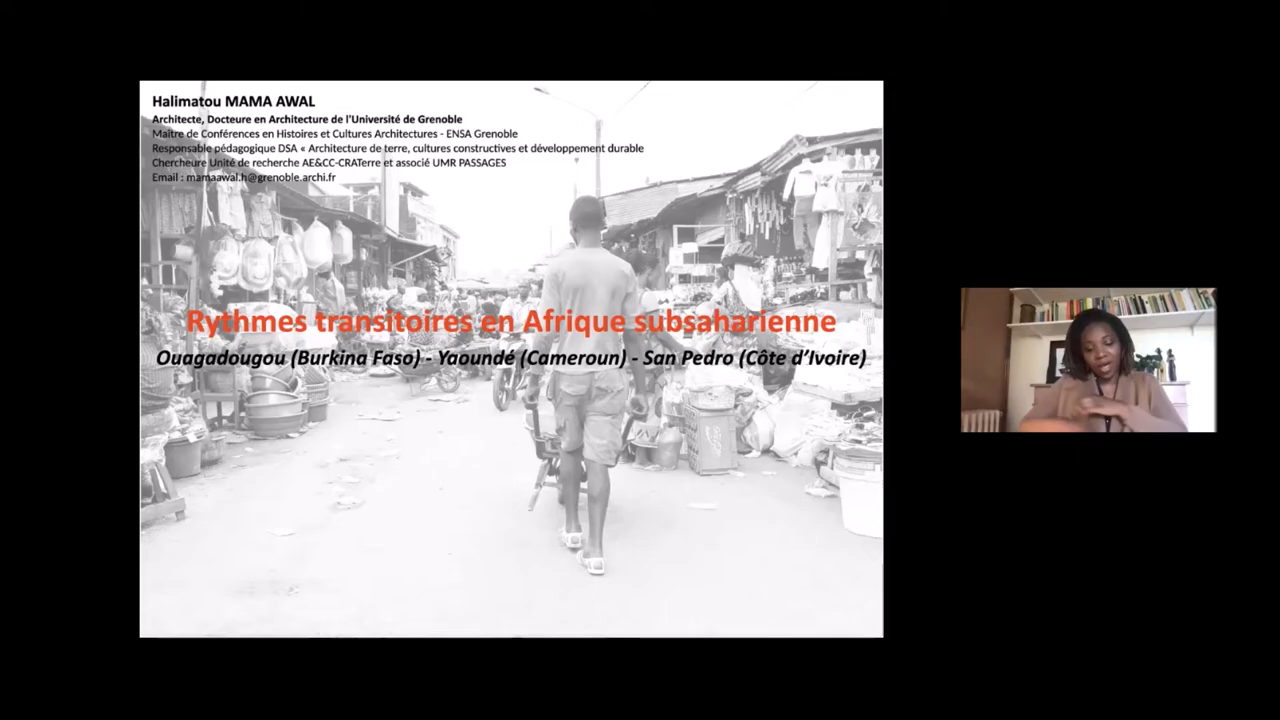 Halimatou MAMA AWAL
Architecte, Docteure en Architecture de l'Université de Grenoble
Maitre de Conférences en Histoires et Cultures Architectures - ENSA Grenoble
Responsable pédagogique DSA « Architecture de terre, cultures constructives et développement durable
Chercheure Unité de recherche AE&CC-CRATerre et associé UMR PASSAGES
Email : mamaawal.h@grenoble.archi.fr
Rythmes transitoires en Afrique subsaharienne
Ouagadougou (Burkina Faso) - Yaoundé (Cameroun) - San Pedro (Côte d'Ivoire)